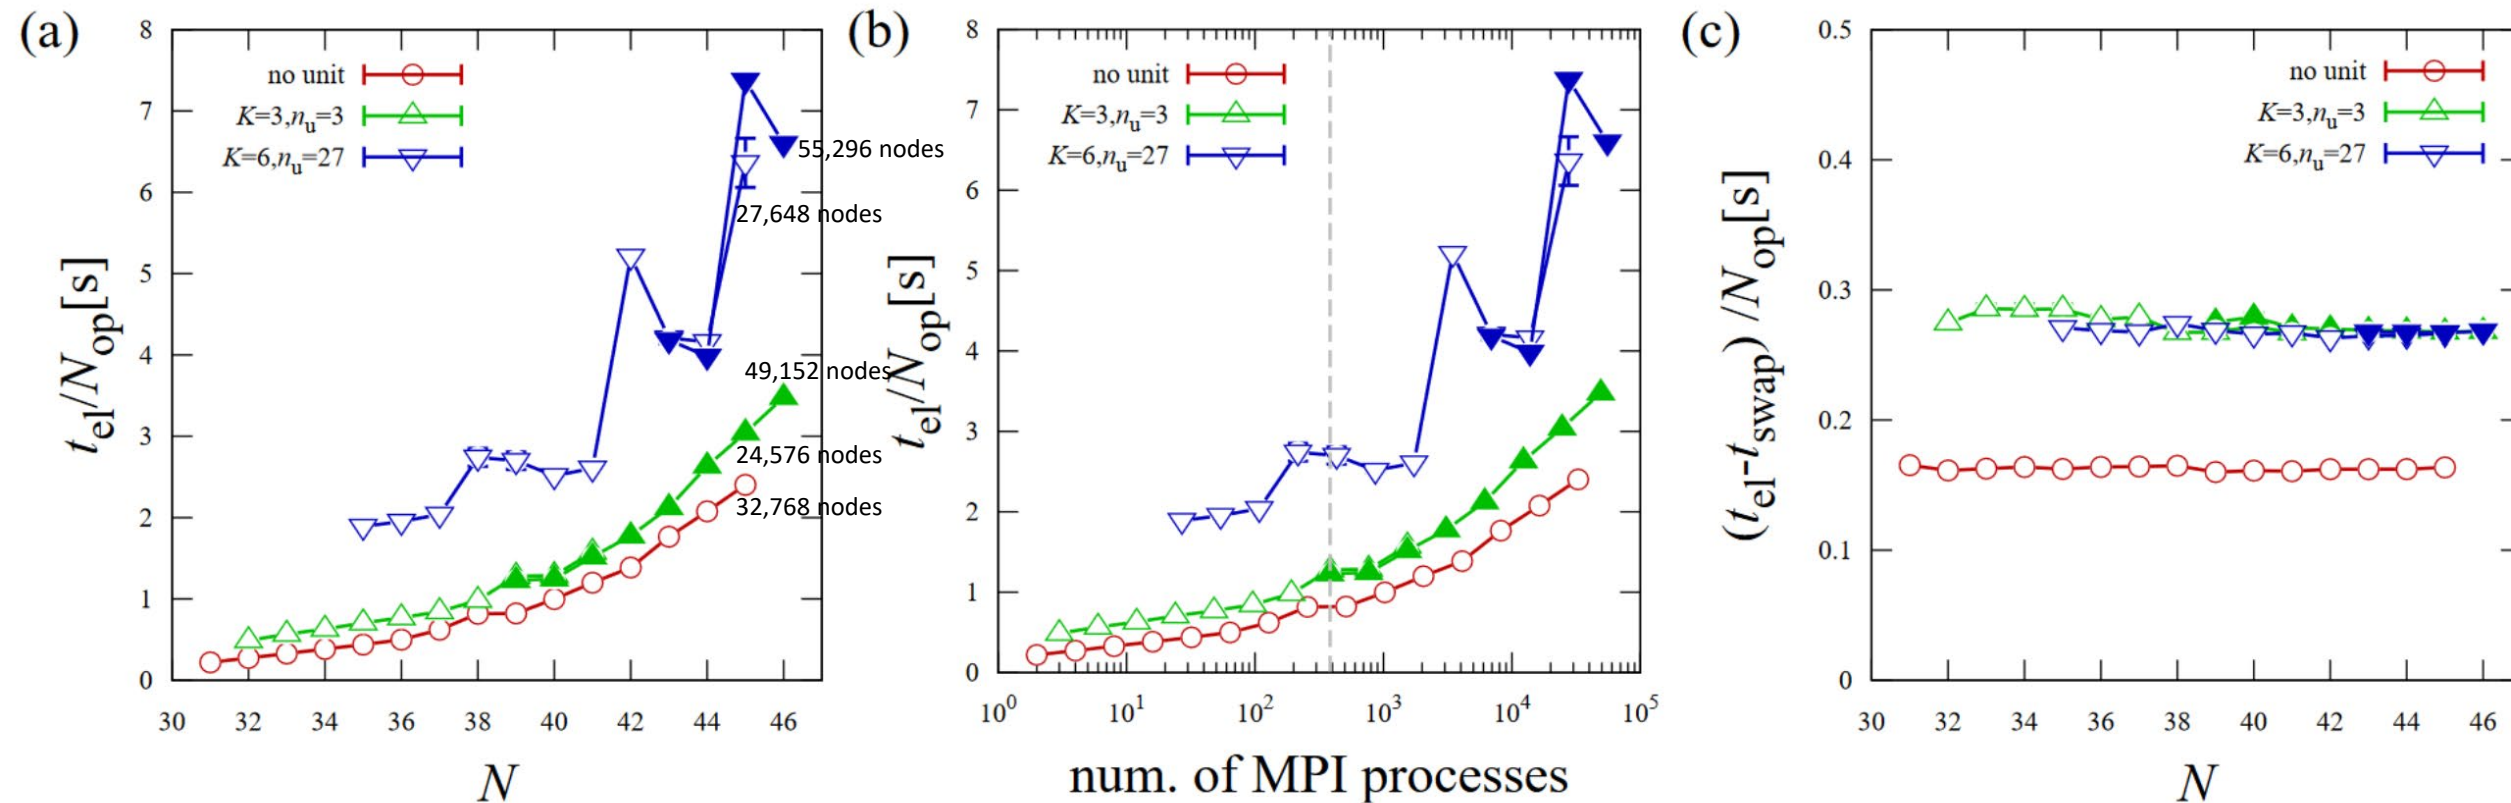 (a)
no unit
K=3,nu=3
K=6,nu=27
8
7
6
5
4
3
2
1
0
tel/Nop[s]
55,296 nodes
27,648 nodes
49,152 nodes
24,576 nodes
32,768 nodes
30 32 34 36 38 40 42 44 46
N
(b)
no unit
K=3,nu=3
K=6,nu=27
8
7
6
5
4
3
2
1
0
tel/Nop[s]
10^0 10^1 10^2 10^3 10^4 10^5
num. of MPI processes
(c)
no unit
K=3,nu=3
K=6,nu=27
0.5
0.4
0.3
0.2
0.1
0
(tel-tswap) /Nop[s]
30 32 34 36 38 40 42 44 46
N